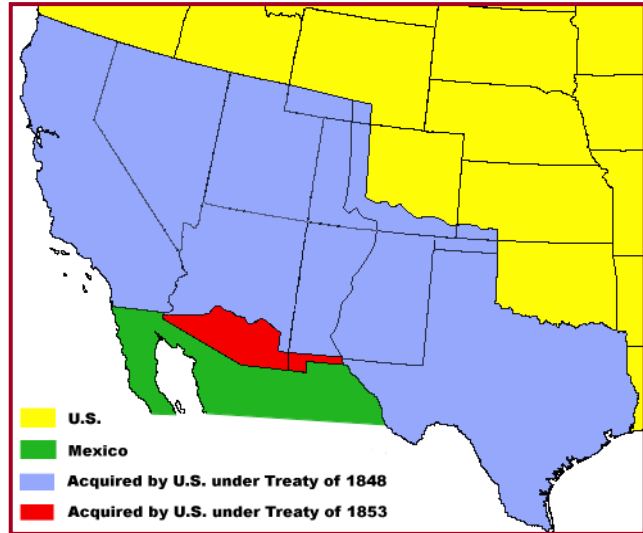 U.S.
Mexico
Acquired by U.S. under Treaty of 1848
Acquired by U.S. under Treaty of 1853